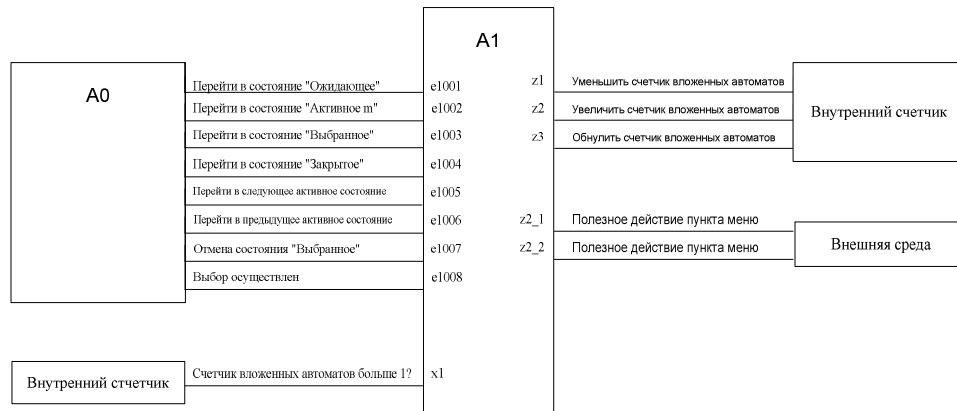 A1
A0
Перейти в состояние "Ожидающее" e1001
Перейти в состояние "Активное m" e1002
Перейти в состояние "Выбранное" e1003
Перейти в состояние "Закрытое" e1004
Перейти в следующее активное состояние e1005
Перейти в предыдущее активное состояние e1006
Отмена состояния "Выбранное" e1007
Выбор осуществлен e1008
z1 Уменьшить счетчик вложенных автоматов
z2 Увеличить счетчик вложенных автоматов
z3 Обнулить счетчик вложенных автоматов
Внутренний счетчик
z2_1 Полезное действие пункта меню
z2_2 Полезное действие пункта меню
Внешняя среда
Внутренний стчетчик
Счетчик вложенных автоматов больше 1? x1